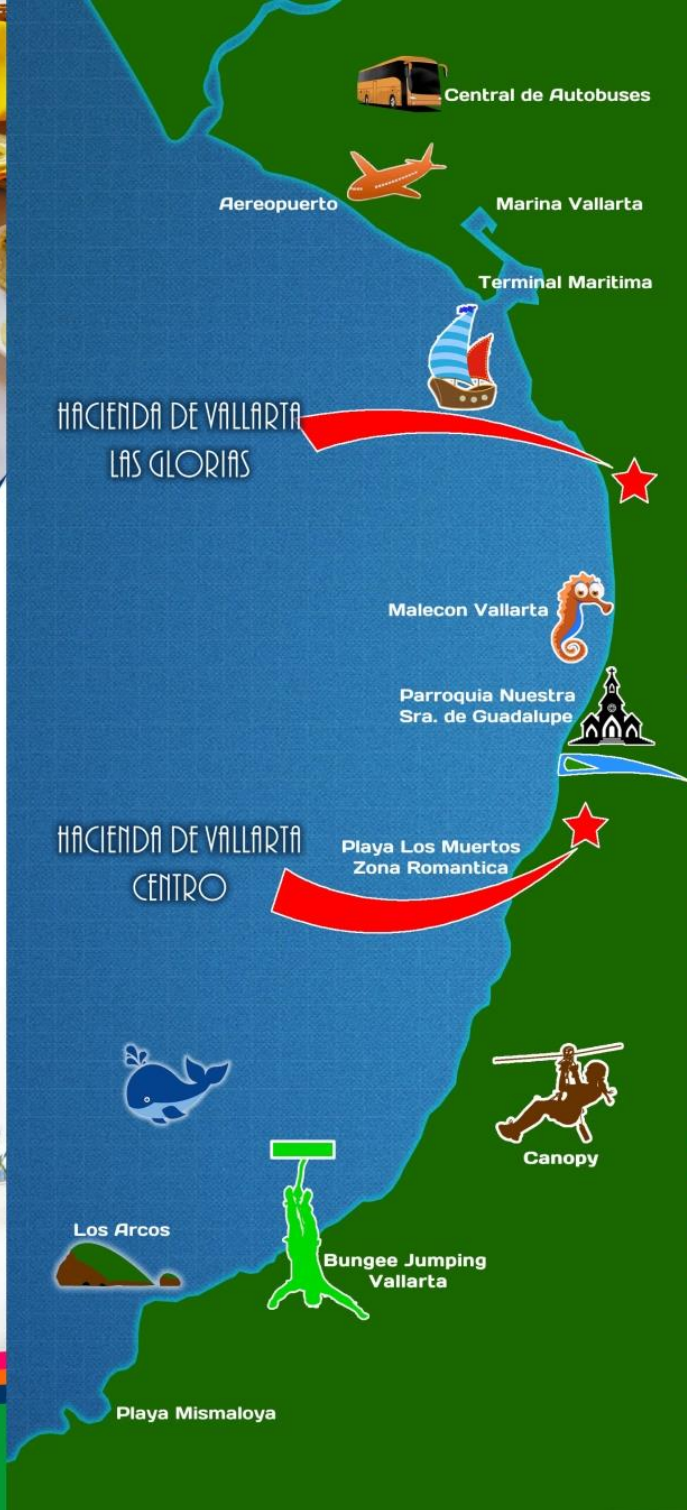 Central de Autobuses
Aereopuerto
Marina Vallarta
Terminal Maritima
HACIENDA DE VALLARTA
LAS GLORIAS
Malecon Vallarta
Parroquia Nuestra
Sra. de Guadalupe
HACIENDA DE VALLARTA
CENTRO
Playa Los Muertos
Zona Romantica
Canopy
Los Arcos
Bungee Jumping
Vallarta
Playa Mismaloya